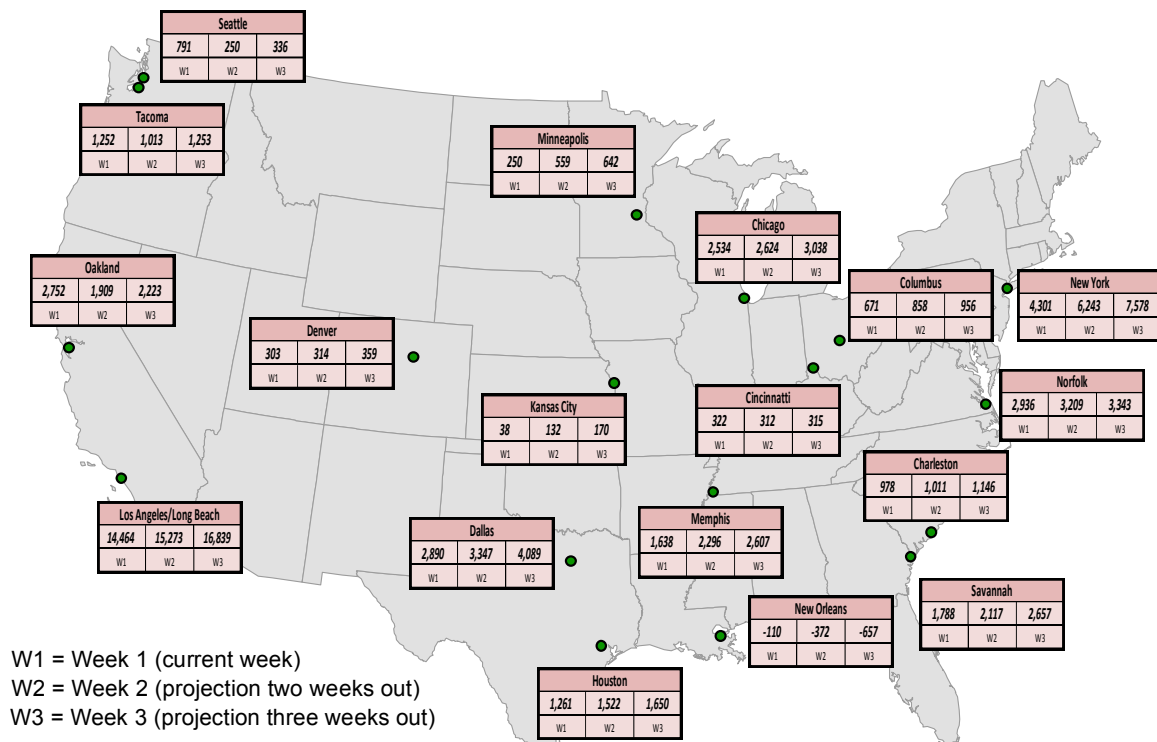 Seattle
791 250 336
W1 W2 W3
Tacoma
1,252 1,013 1,253
W1 W2 W3
Minneapolis
250 559 642
W1 W2 W3
Chicago
2,534 2,624 3,038
W1 W2 W3
Oakland
2,752 1,909 2,223
W1 W2 W3
Columbus
671 858 956
W1 W2 W3
New York
4,301 6,243 7,578
W1 W2 W3
Denver
303 314 359
W1 W2 W3
Norfolk
2,936 3,209 3,343
W1 W2 W3
Kansas City
38 132 170
W1 W2 W3
Cincinnatti
322 312 315
W1 W2 W3
Charleston
978 1,011 1,146
W1 W2 W3
Los Angeles/Long Beach
14,464 15,273 16,839
W1 W2 W3
Dallas
2,890 3,347 4,089
W1 W2 W3
Memphis
1,638 2,296 2,607
W1 W2 W3
Savannah
1,788 2,117 2,657
W1 W2 W3
New Orleans
-110 -372 -657
W1 W2 W3
Houston
1,261 1,522 1,650
W1 W2 W3
W1 = Week 1 (current week)
W2 = Week 2 (projection two weeks out)
W3 = Week 3 (projection three weeks out)